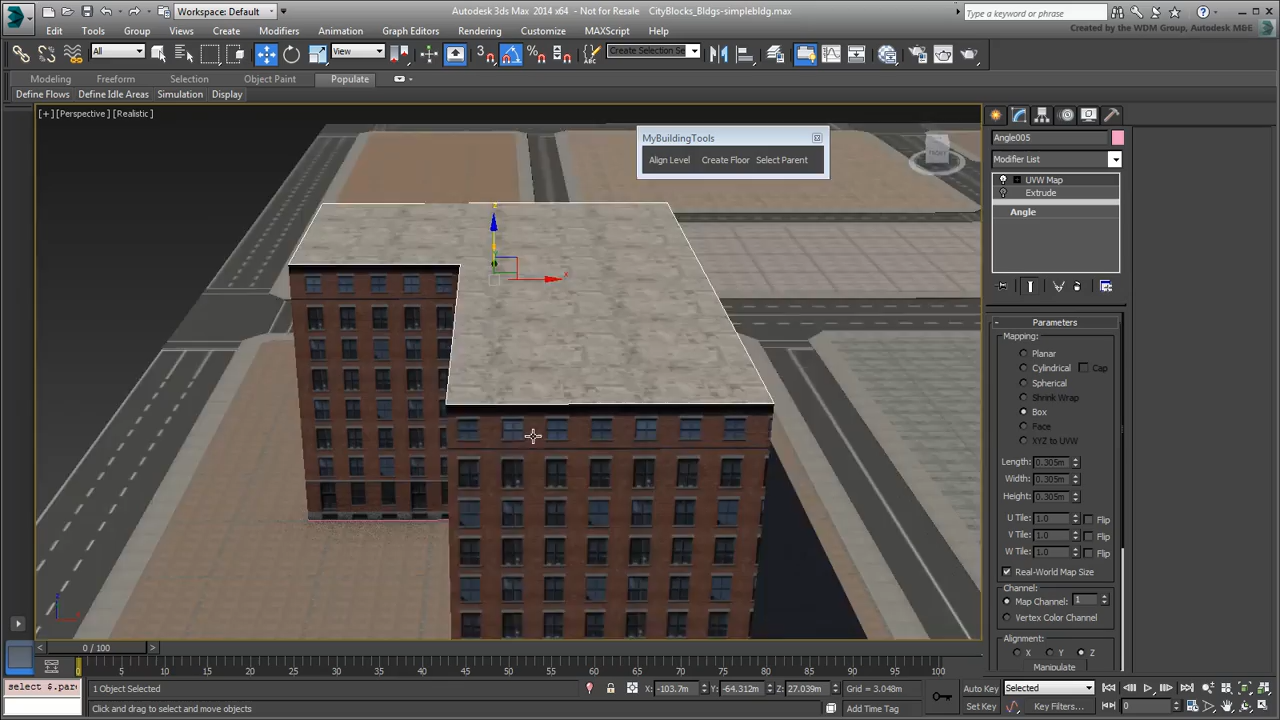 Workspace: Default
Autodesk 3ds Max 2014 x64 - Not for Resale
CityBlocks_Bldgs-simplebldg.max
Type a keyword or phrase
Created by the WDM Group, Autodesk MBE
Edit Tools Group Views Create Modifiers Animation Graph Editors Rendering Customize MAXScript Help
All
View
Create Selection Se
Modeling Freeform Selection Object Paint Populate
Define Flows Define Idle Areas Simulation Display
[+] [Perspective] [Realistic]
MyBuildingTools
Align Level Create Floor Select Parent
FRONT
z
x
Angle005
Modifier List
UVW Map
Extrude
Angle
- Parameters
Mapping:
Planar
Cylindrical Cap
Spherical
Shrink Wrap
Box
Face
XYZ to UVW
Length: 0.305m
Width: 0.305m
Height: 0.305m
U Tile: 1.0 Flip
V Tile: 1.0 Flip
W Tile: 1.0 Flip
Real-World Map Size
Channel:
Map Channel: 1
Vertex Color Channel
Alignment:
X Y Z
Manipulate
0 / 100
0 5 10 15 20 25 30 35 40 45 50 55 60 65 70 75 80 85 90 95 100
select $.par
1 Object Selected
X: -103.7m Y: -64.312m Z: 27.039m Grid = 3.048m
Auto Key Selected
Click and drag to select and move objects
Add Time Tag
Set Key Key Filters... 0